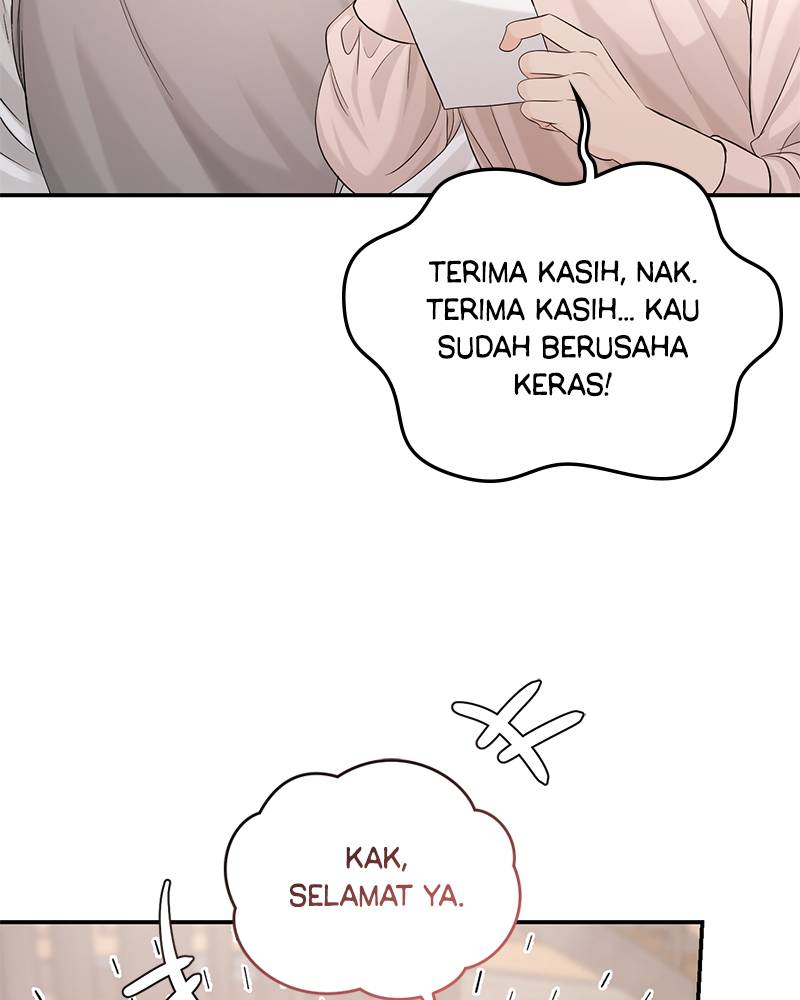 TERIMA KASIH, NAK.
TERIMA KASIH... KAU
SUDAH BERUSAHA
KERAS!
KAK,
SELAMAT YA.